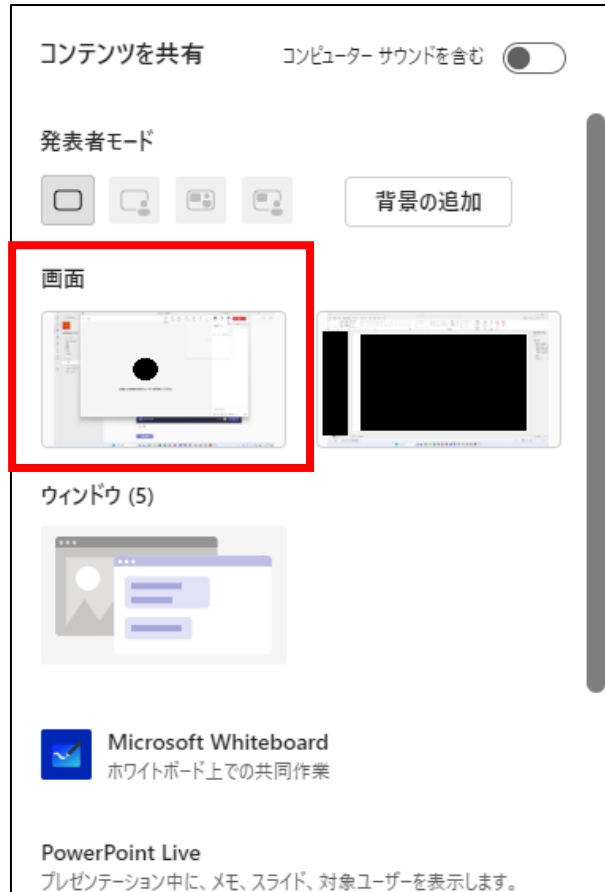 コンテンツを共有
コンピューター サウンドを含む
発表者モード
背景の追加
画面
ウィンドウ (5)
Microsoft Whiteboard
ホワイトボード上での共同作業
PowerPoint Live
プレゼンテーション中に、メモ、スライド、対象ユーザーを表示します。